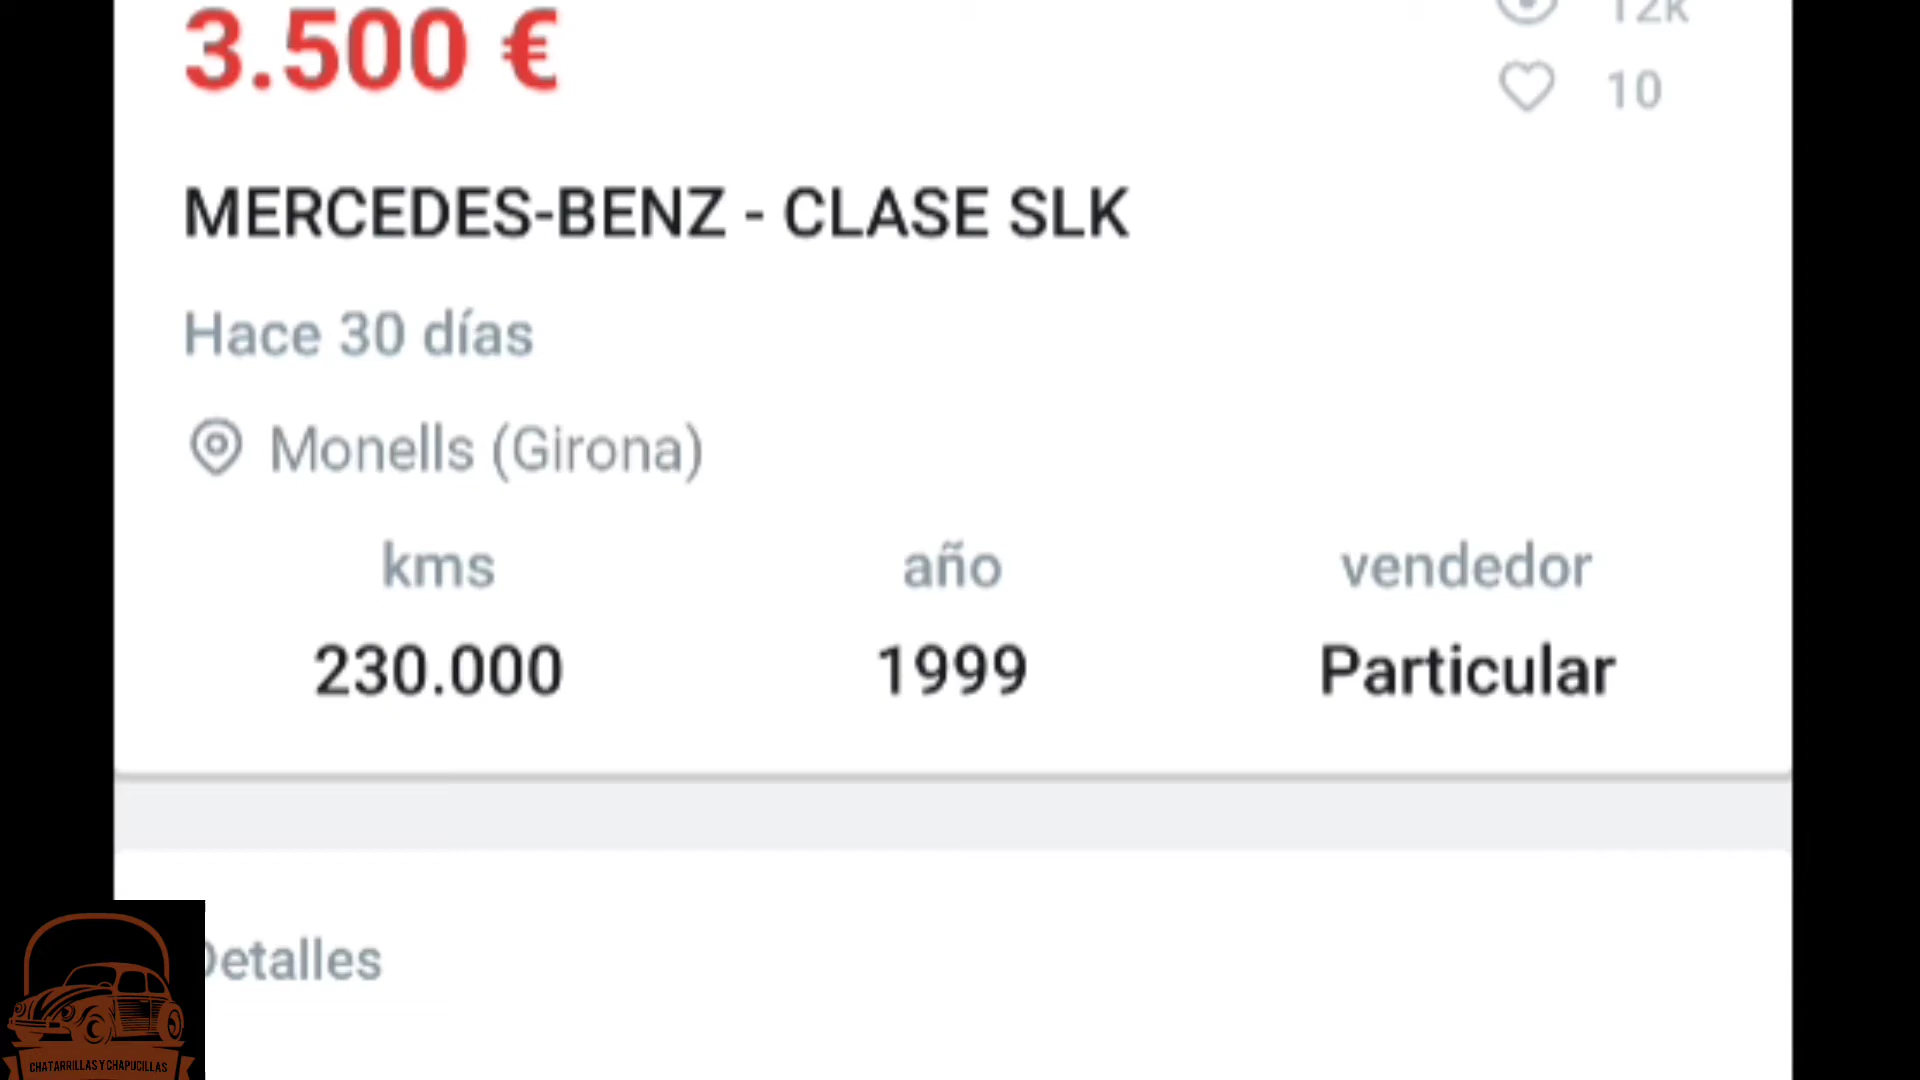 3.500 €
12k
10
MERCEDES-BENZ - CLASE SLK
Hace 30 días
Monells (Girona)
kms año vendedor
230.000 1999 Particular
Detalles
CHATARRILLAS Y CHAPUCILLAS